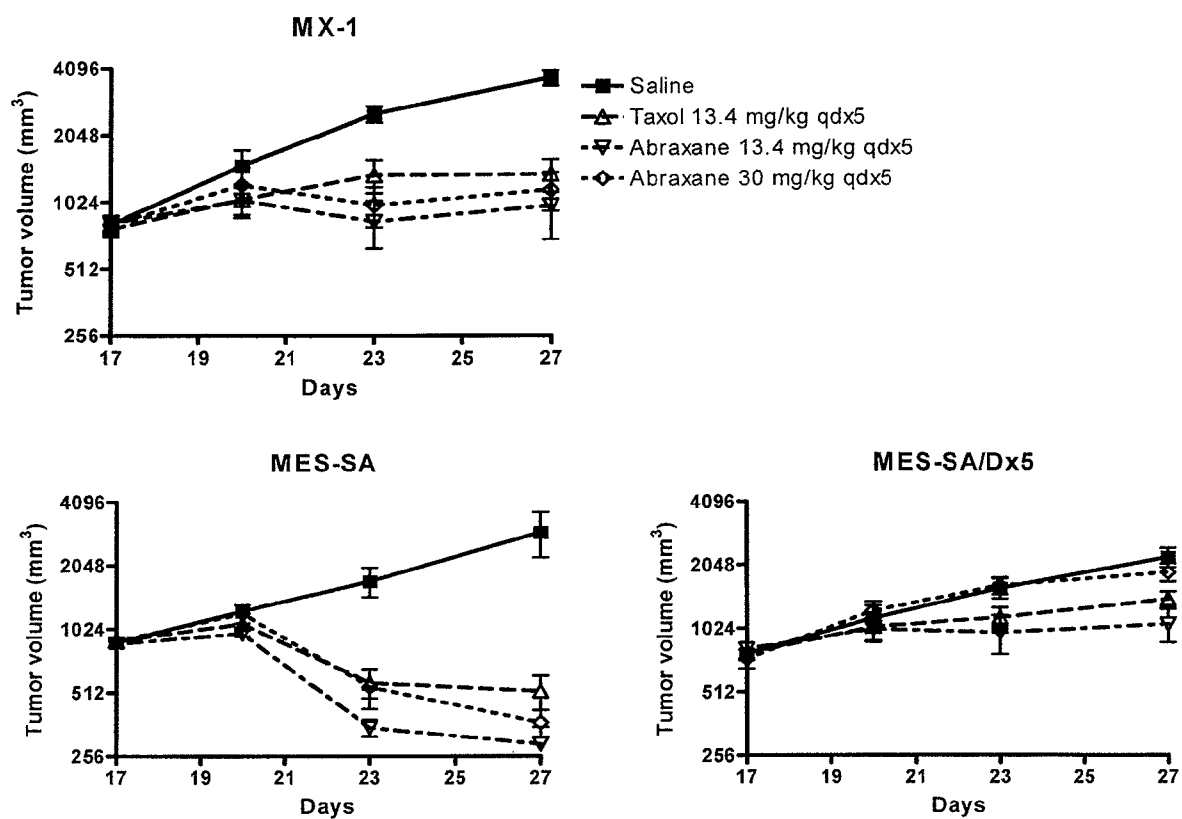 MX-1
4096
2048
1024
512
256
Tumor volume (mm³)
17 19 21 23 25 27
Days
Saline
Taxol 13.4 mg/kg qdx5
Abraxane 13.4 mg/kg qdx5
Abraxane 30 mg/kg qdx5
MES-SA
4096
2048
1024
512
256
Tumor volume (mm³)
17 19 21 23 25 27
Days
MES-SA/Dx5
4096
2048
1024
512
256
Tumor volume (mm³)
17 19 21 23 25 27
Days